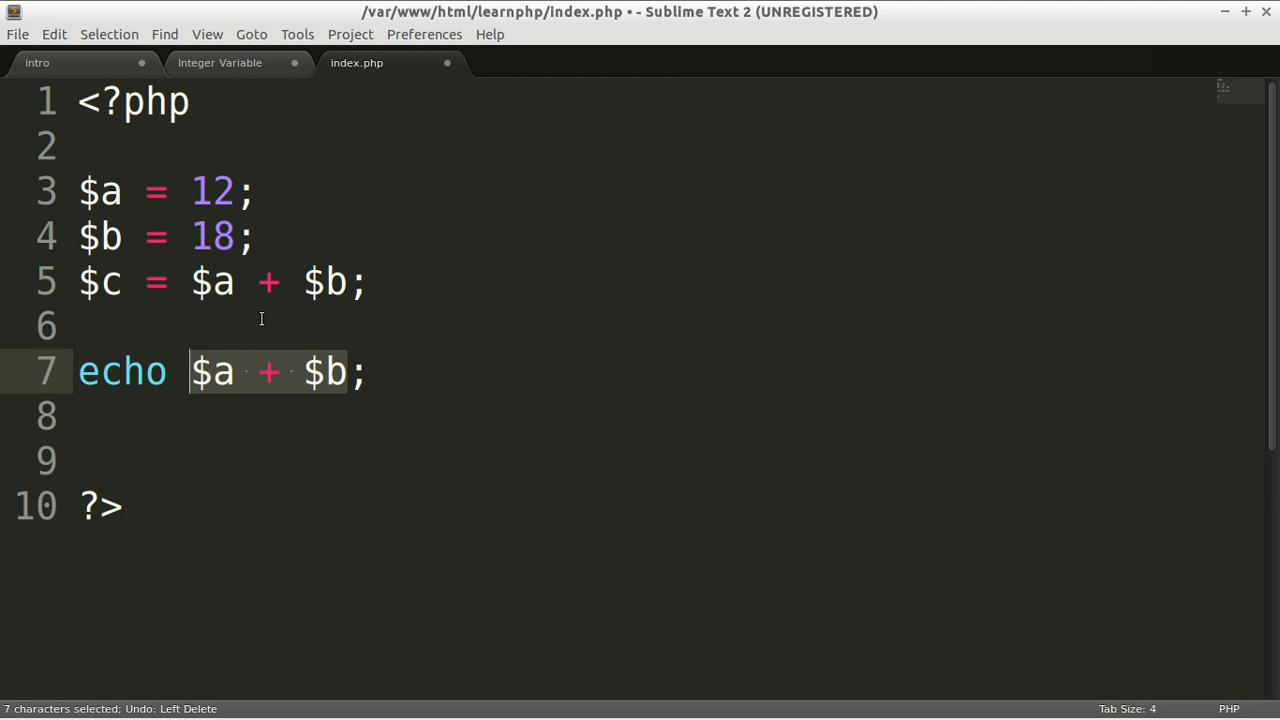 /var/www/html/learnphp/index.php • - Sublime Text 2 (UNREGISTERED)
File Edit Selection Find View Goto Tools Project Preferences Help
intro Integer Variable index.php
1 <?php
2
3 $a = 12;
4 $b = 18;
5 $c = $a + $b;
6
7 echo $a + $b;
8
9
10 ?>
7 characters selected; Undo: Left Delete Tab Size: 4 PHP